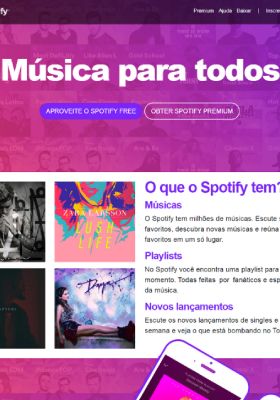 Premium Ajuda Baixar | Inscre
Música para todos
APROVEITE O SPOTIFY FREE
OBTER SPOTIFY PREMIUM
O que o Spotify tem?
Músicas
O Spotify tem milhões de músicas. Escute s
favoritos, descubra novas músicas e reúna
favoritos em um só lugar.
ZARA LARSSON
LUSH
LIFE
Playlists
No Spotify você encontra uma playlist para
momento. Todas feitas por fanáticos e esp
da música.
Novos lançamentos
Escute os novos lançamentos de singles e
semana e veja o que está bombando no To